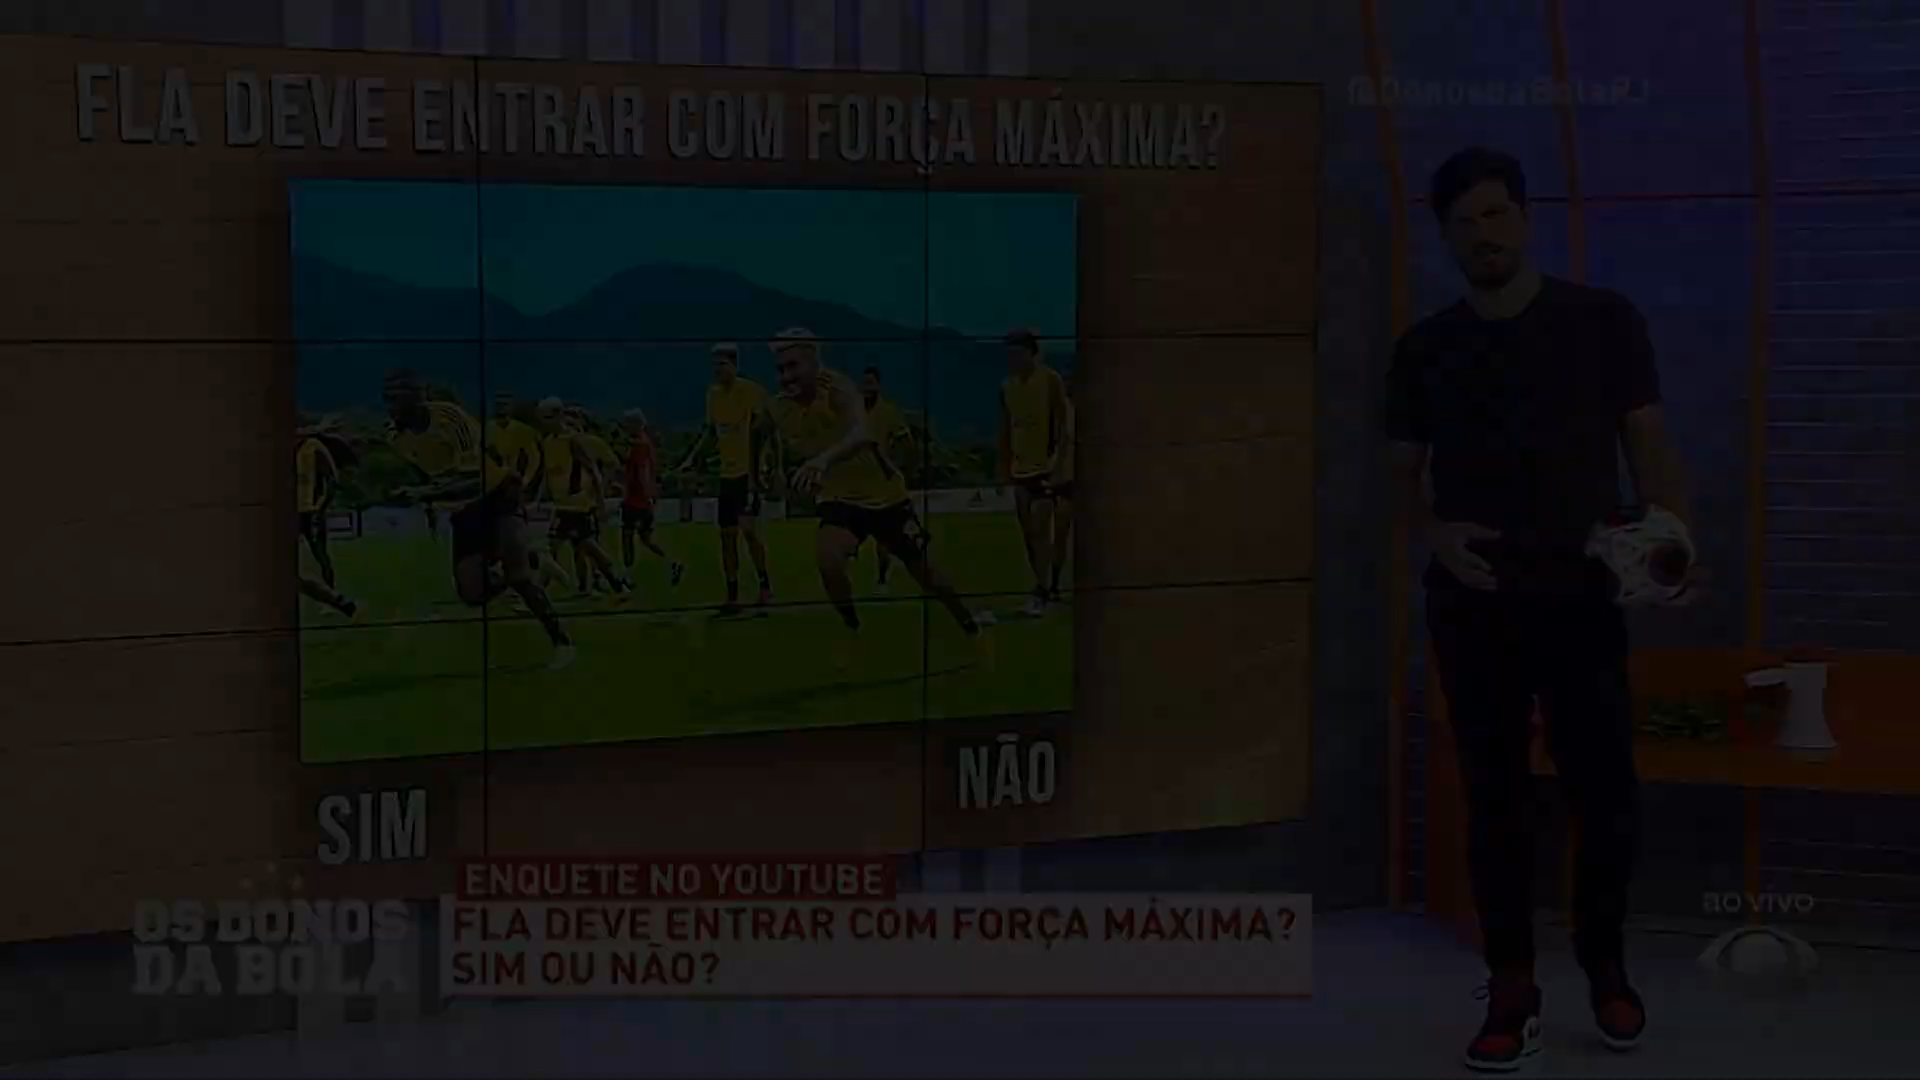 FLA DEVE ENTRAR COM FORÇA MÁXIMA?
@DonosdaBolaRJ
SIM
NÃO
ENQUETE NO YOUTUBE
FLA DEVE ENTRAR COM FORÇA MÁXIMA?
SIM OU NÃO?
OS DONOS
DA BOLA
ao vivo